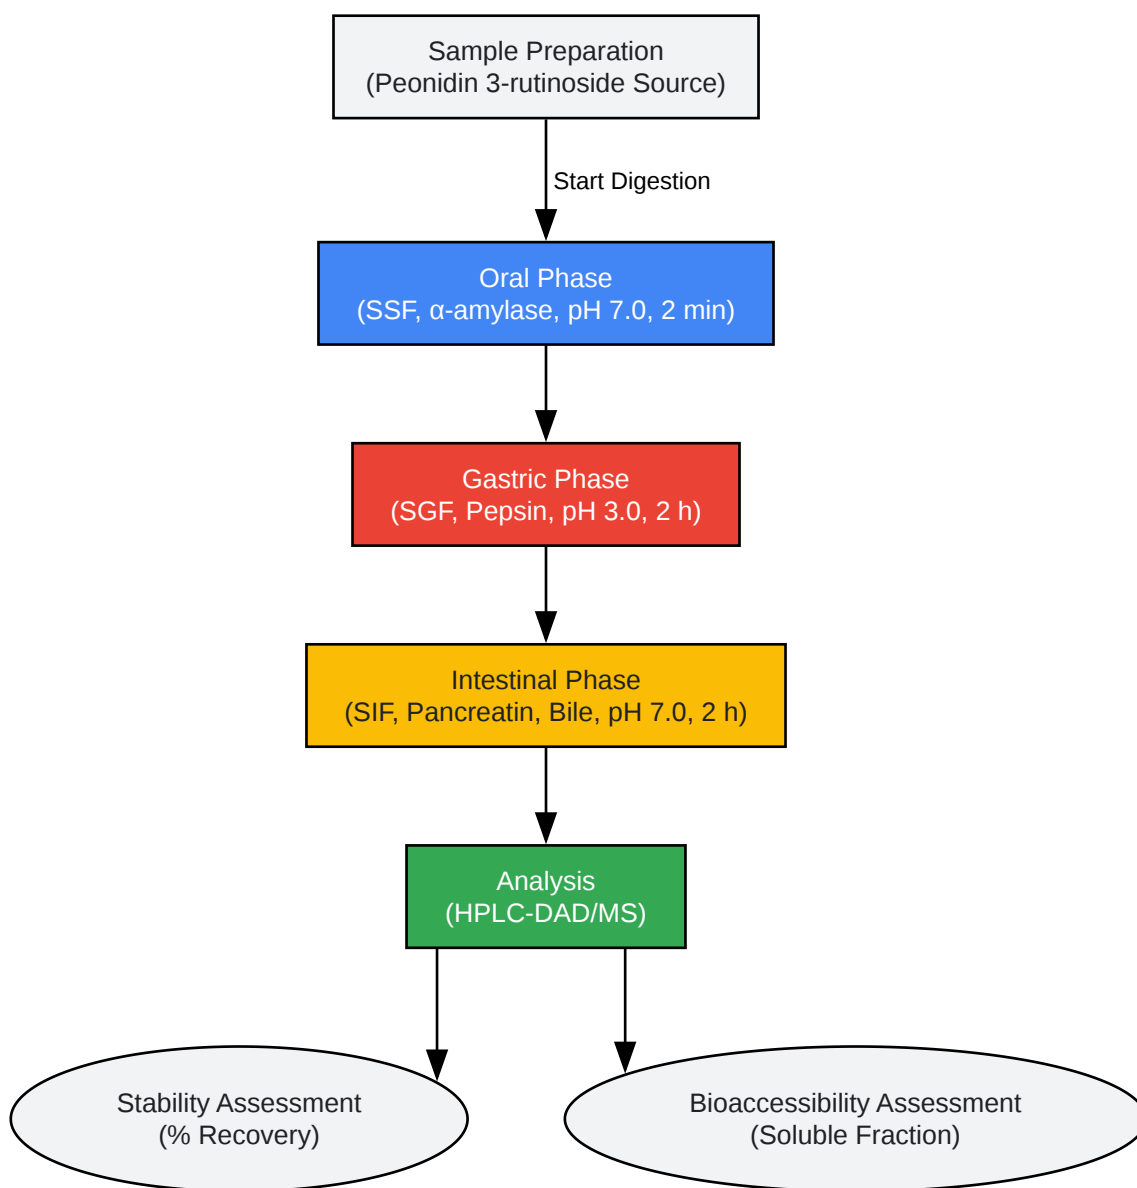 Sample Preparation
(Peonidin 3-rutinoside Source)
Start Digestion
Oral Phase
(SSF, α-amylase, pH 7.0, 2 min)
Gastric Phase
(SGF, Pepsin, pH 3.0, 2 h)
Intestinal Phase
(SIF, Pancreatin, Bile, pH 7.0, 2 h)
Analysis
(HPLC-DAD/MS)
Stability Assessment
(% Recovery)
Bioaccessibility Assessment
(Soluble Fraction)